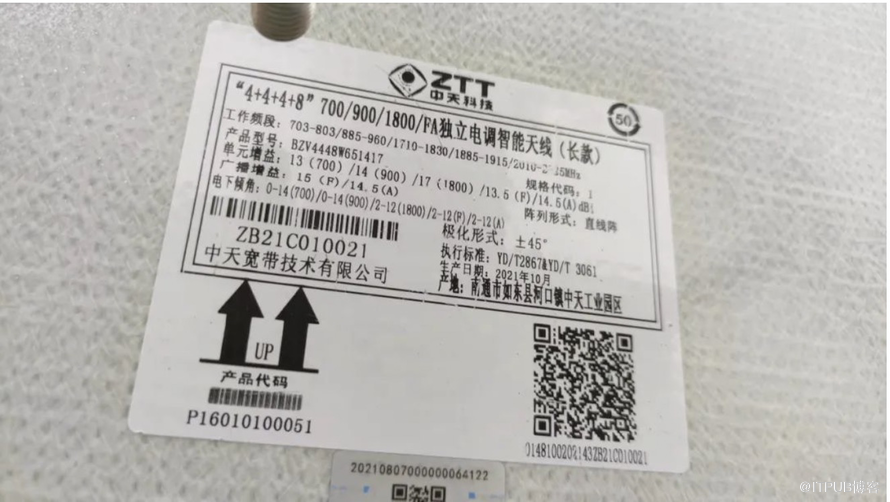 ZTT
中天科技
50
“4+4+4+8” 700/900/1800/FA独立电调智能天线（长款）
工作频段：703-803/885-960/1710-1830/1885-1915/2010-
产品型号：BZV4448W651417
规格代码：1
单元增益：13 (700) /14 (900) /17 (1800) /13.5 (F)/14.5(A)dBi
广播增益：15 (F)/14.5(A)
阵列形式：直线阵
电下倾角：0-14(700)/0-14(900)/2-12(1800)/2-12(F)/2-12(A)
极化形式：±45°
ZB21C010021
执行标准：YD/T2867&YD/T 3061
中天宽带技术有限公司
生产日期：2021年10月
产地：南通市如东县河口镇中天工业园区
UP
产品代码
P16010100051
0148100202143ZB21C010021
20210807000000064122
@ITPUB博客